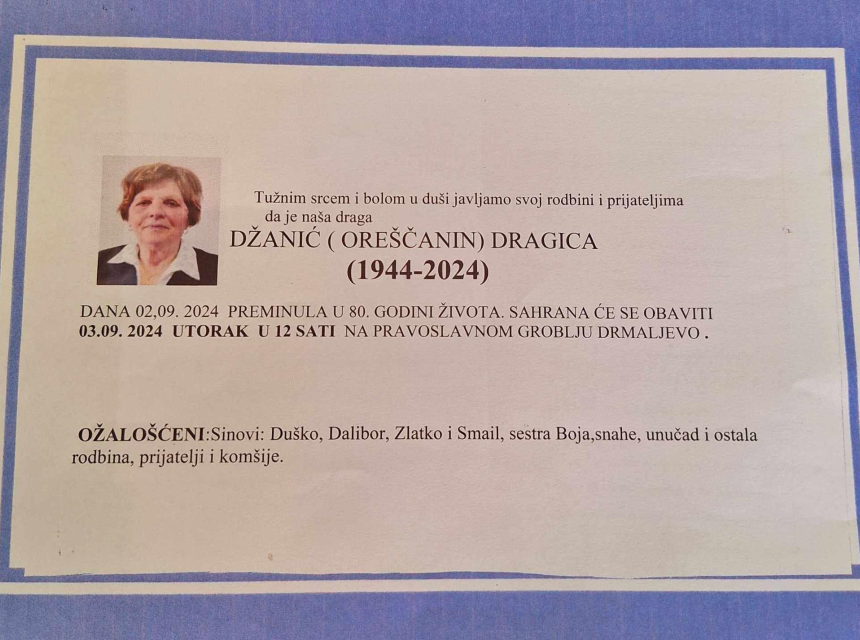 Tužnim srcem i bolom u duši javljamo svoj rodbini i prijateljima
da je naša draga
DŽANIĆ ( OREŠČANIN) DRAGICA
(1944-2024)
DANA 02,09. 2024 PREMINULA U 80. GODINI ŽIVOTA. SAHRANA ĆE SE OBAVITI
03.09. 2024 UTORAK U 12 SATI NA PRAVOSLAVNOM GROBLJU DRMALJEVO .
OŽALOŠĆENI:Sinovi: Duško, Dalibor, Zlatko i Smail, sestra Boja,snahe, unučad i ostala
rodbina, prijatelji i komšije.